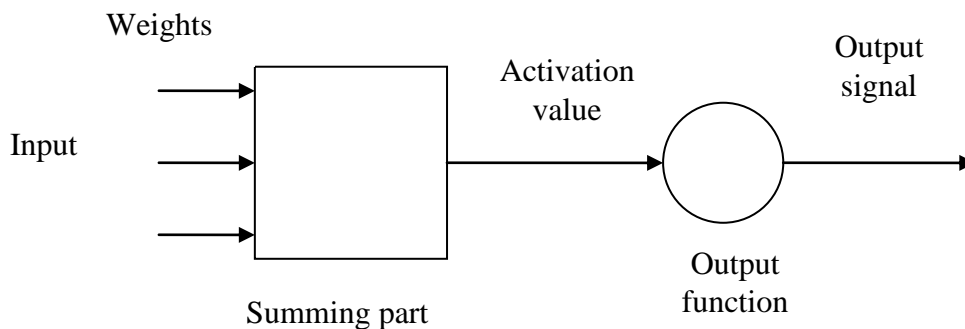 Weights
Input
Summing part
Activation
value
Output
function
Output
signal